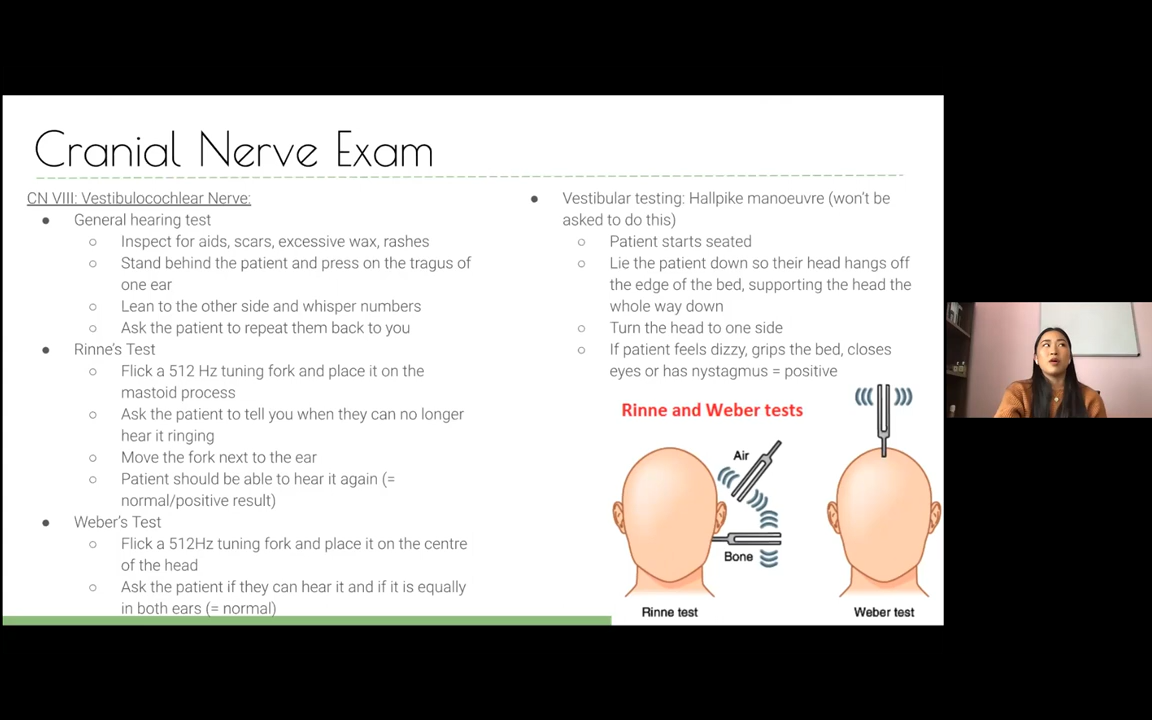 Cranial Nerve Exam
CN VIII: Vestibulocochlear Nerve:
● General hearing test
○ Inspect for aids, scars, excessive wax, rashes
○ Stand behind the patient and press on the tragus of
one ear
○ Lean to the other side and whisper numbers
○ Ask the patient to repeat them back to you
● Rinne's Test
○ Flick a 512 Hz tuning fork and place it on the
mastoid process
○ Ask the patient to tell you when they can no longer
hear it ringing
○ Move the fork next to the ear
○ Patient should be able to hear it again (=
normal/positive result)
● Weber's Test
○ Flick a 512Hz tuning fork and place it on the centre
of the head
○ Ask the patient if they can hear it and if it is equally
in both ears (= normal)
● Vestibular testing: Hallpike manoeuvre (won't be
asked to do this)
○ Patient starts seated
○ Lie the patient down so their head hangs off
the edge of the bed, supporting the head the
whole way down
○ Turn the head to one side
○ If patient feels dizzy, grips the bed, closes
eyes or has nystagmus = positive
Rinne and Weber tests
Air
Bone
Rinne test
Weber test